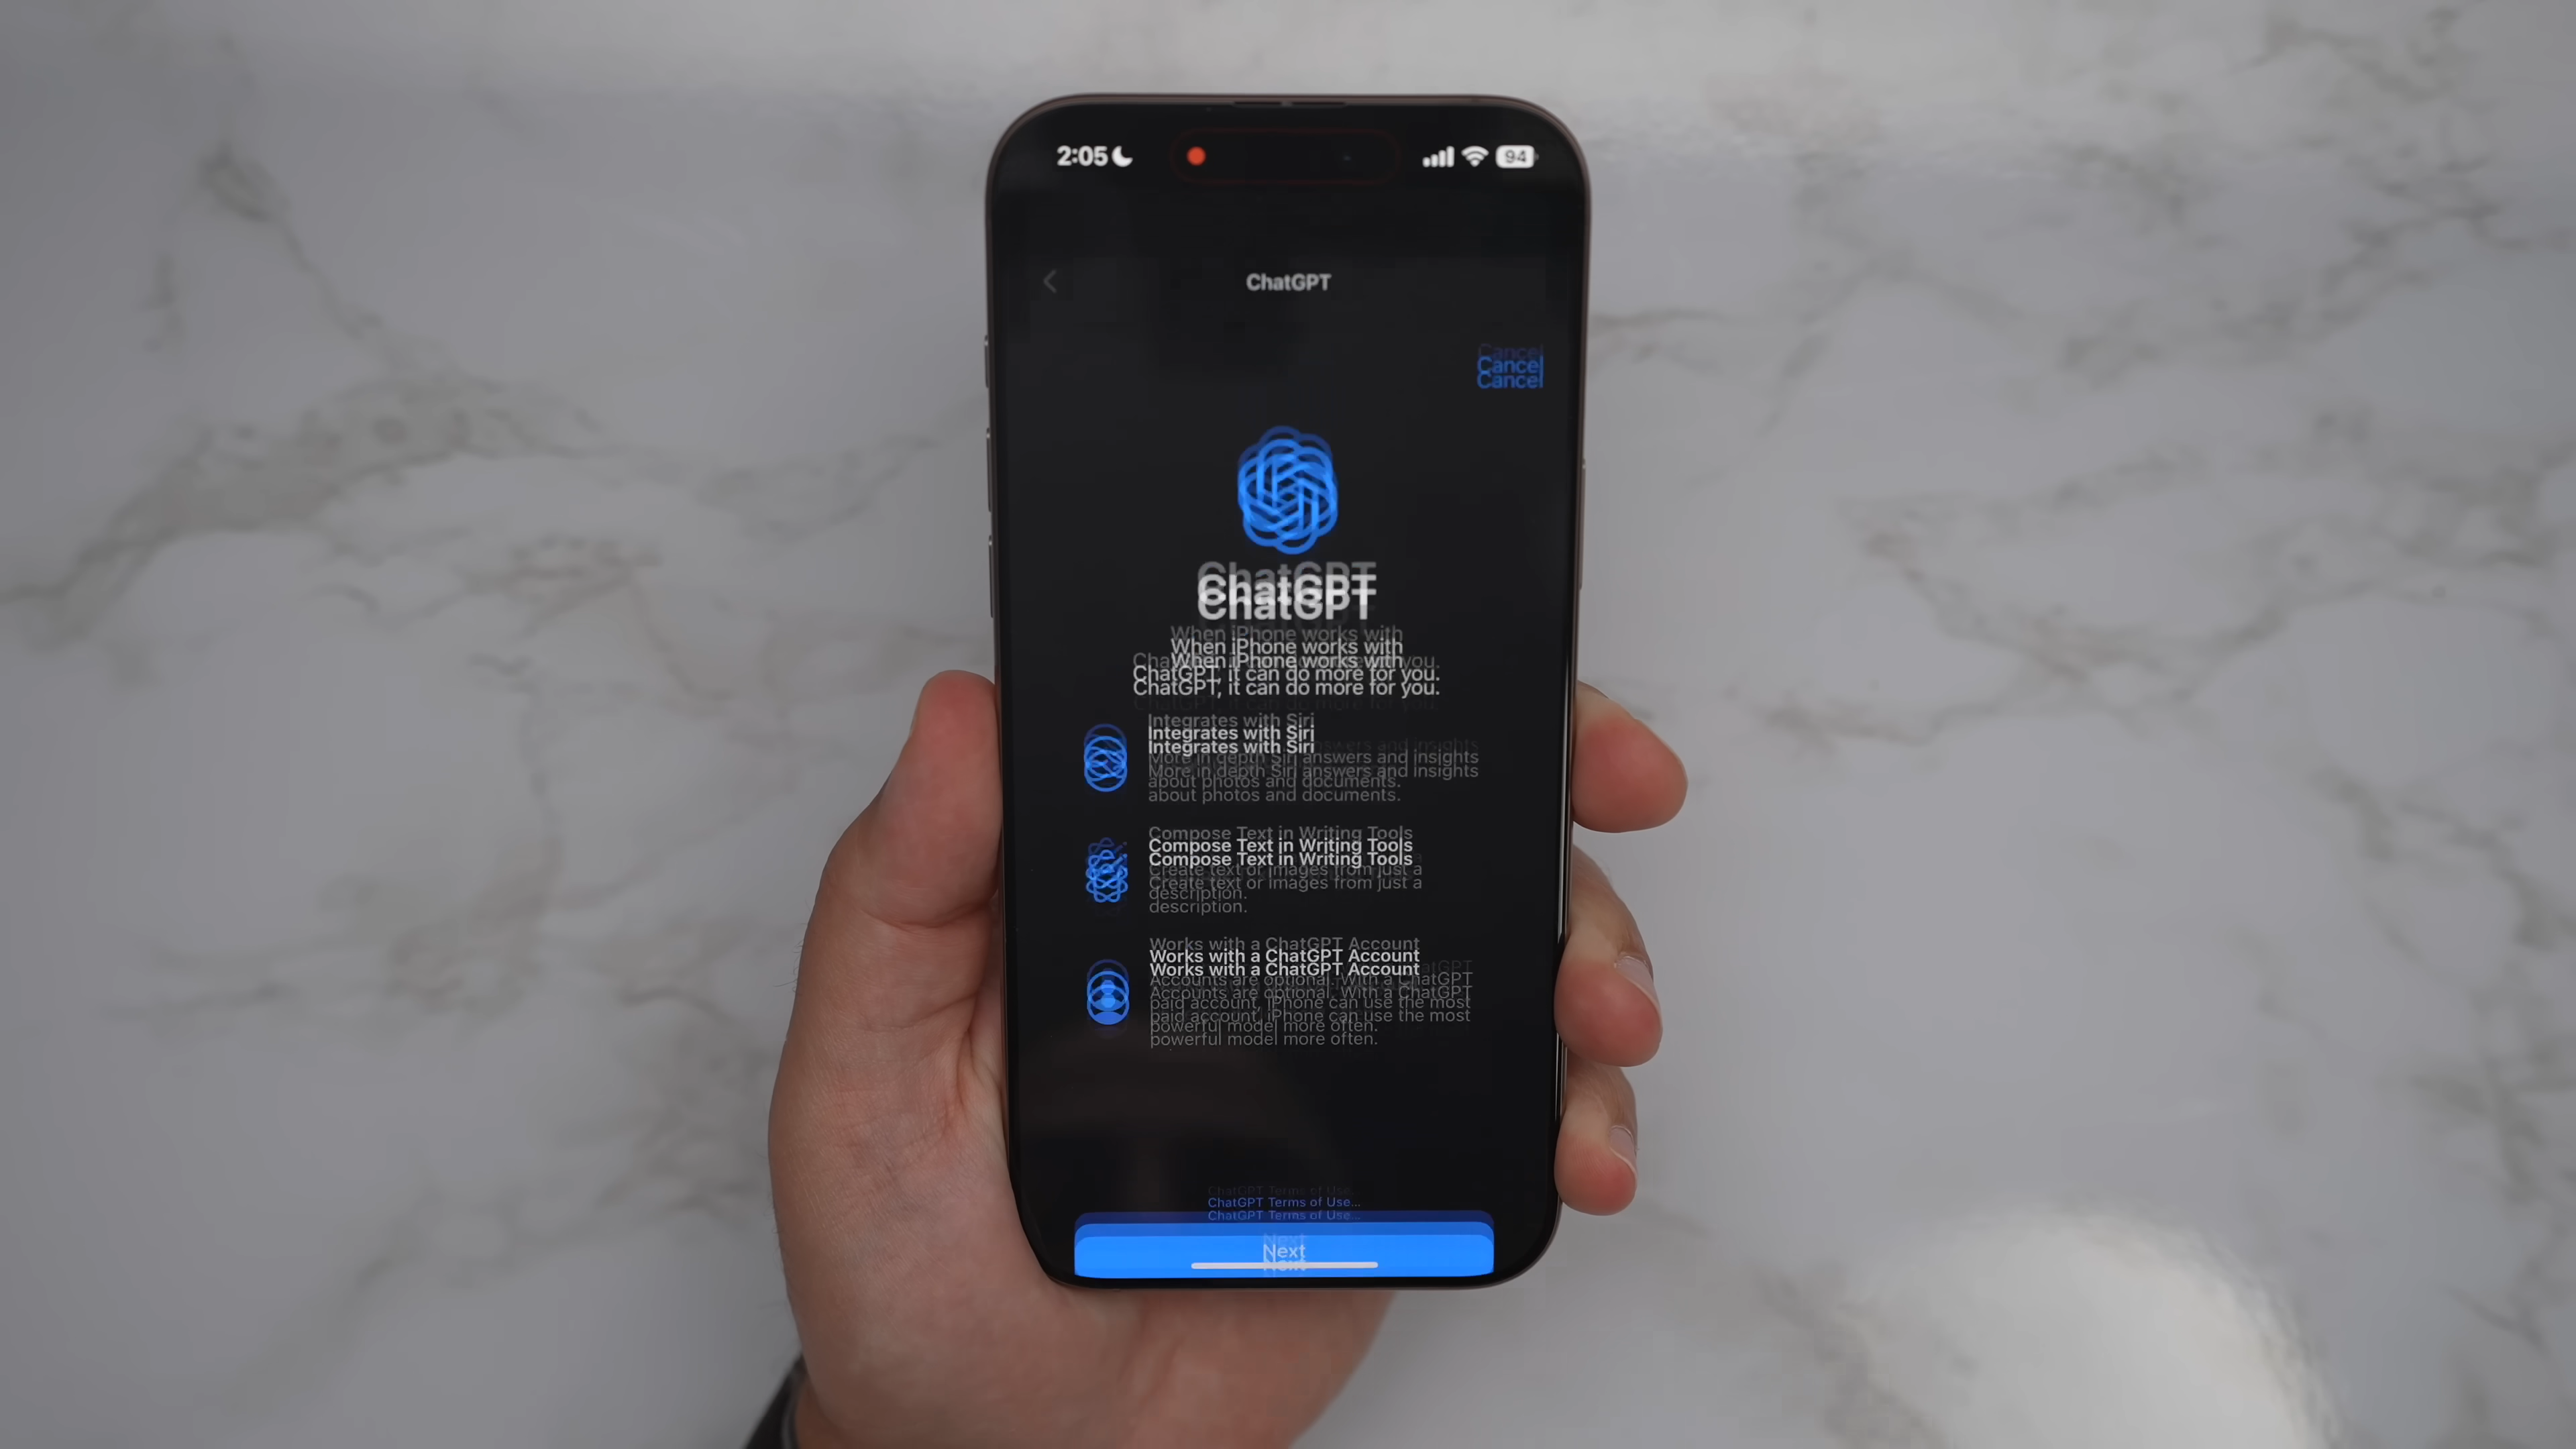 2:05
94
ChatGPT
Cancel
ChatGPT
When iPhone works with
ChatGPT, it can do more for you.
Integrates with Siri
More in depth Siri answers and insights
about photos and documents.
Compose Text in Writing Tools
Create text or images from just a
description.
Works with a ChatGPT Account
Accounts are optional. With a ChatGPT
paid account, iPhone can use the most
powerful model more often.
ChatGPT Terms of Use...
Next